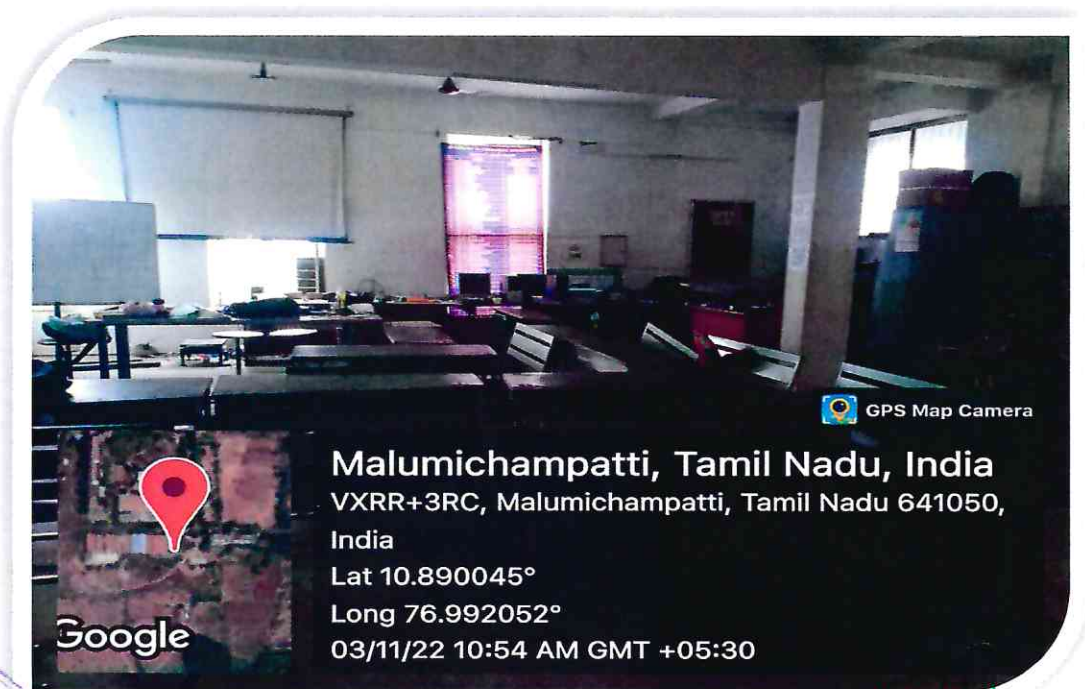 GPS Map Camera
Malumichampatti, Tamil Nadu, India
VXRR+3RC, Malumichampatti, Tamil Nadu 641050,
India
Lat 10.890045°
Long 76.992052°
03/11/22 10:54 AM GMT +05:30
Google